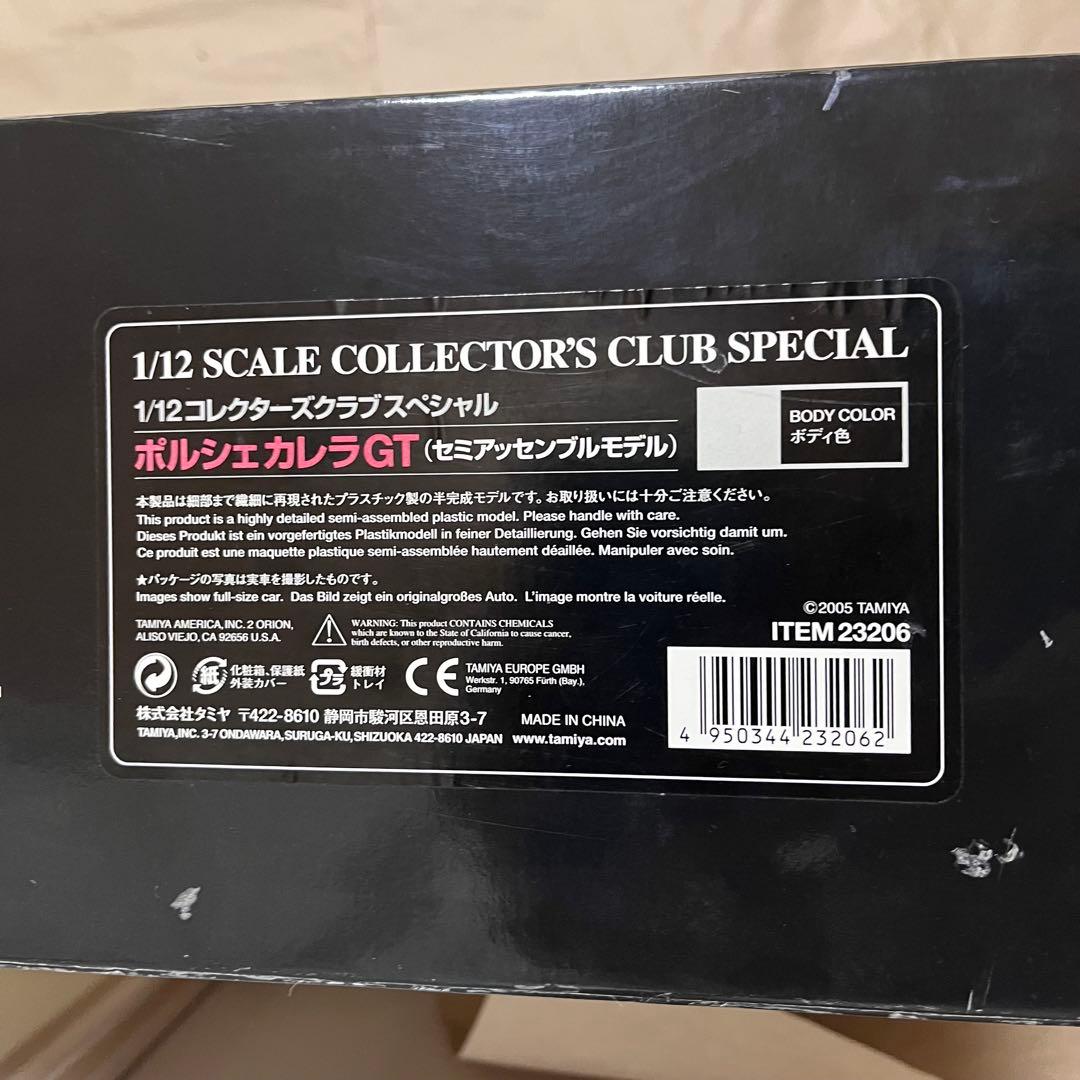 1/12 SCALE COLLECTOR'S CLUB SPECIAL
1/12コレクターズクラブスペシャル
ポルシェ カレラGT (セミアッセンブルモデル)
BODY COLOR
ボディ色
本製品は細部まで繊細に再現されたプラスチック製の半完成モデルです。お取り扱いには十分ご注意ください。
This product is a highly detailed semi-assembled plastic model. Please handle with care.
Dieses Produkt ist ein vorgefertigtes Plastikmodell in feiner Detaillierung. Gehen Sie vorsichtig damit um.
Ce produit est une maquette plastique semi-assemblée hautement déaillée. Manipuler avec soin.
★パッケージの写真は実車を撮影したものです。
Images show full-size car. Das Bild zeigt ein originalgroßes Auto. L'image montre la voiture réelle.
©2005 TAMIYA
ITEM 23206
TAMIYA AMERICA, INC. 2 ORION,
ALISO VIEJO, CA 92656 U.S.A.
WARNING: This product CONTAINS CHEMICALS
which are known to the State of California to cause cancer,
birth defects, or other reproductive harm.
紙
化粧箱、保護紙
外装カバー
プラ
緩衝材
トレイ
CE
TAMIYA EUROPE GMBH
Werkstr. 1, 90765 Fürth (Bay.),
Germany
株式会社タミヤ 〒422-8610 静岡市駿河区恩田原3-7
MADE IN CHINA
TAMIYA, INC. 3-7 ONDAWARA, SURUGA-KU, SHIZUOKA 422-8610 JAPAN www.tamiya.com
4 950344 232062